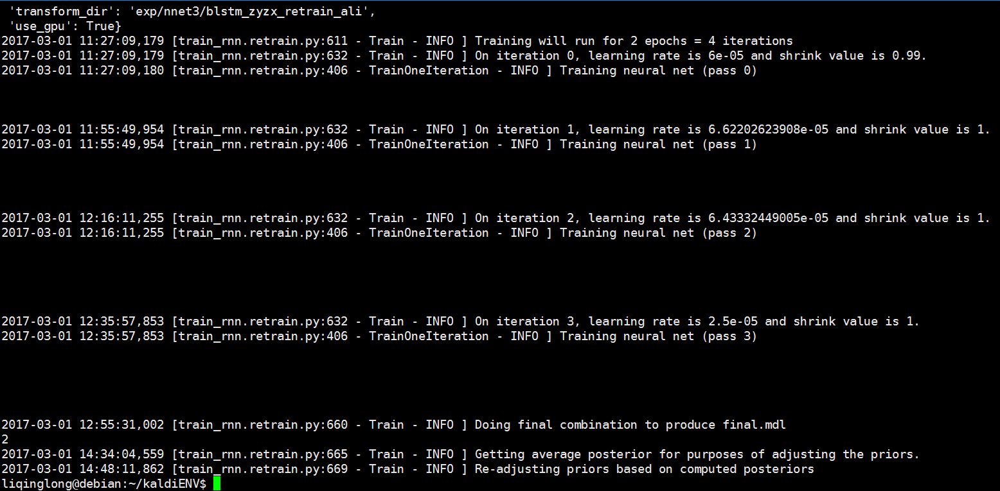 'transform_dir': 'exp/nnet3/blstm_zyzx_retrain_ali',
'use_gpu': True}
2017-03-01 11:27:09,179 [train_rnn.retrain.py:611 - Train - INFO ] Training will run for 2 epochs = 4 iterations
2017-03-01 11:27:09,179 [train_rnn.retrain.py:632 - Train - INFO ] On iteration 0, learning rate is 6e-05 and shrink value is 0.99.
2017-03-01 11:27:09,180 [train_rnn.retrain.py:406 - TrainOneIteration - INFO ] Training neural net (pass 0)
2017-03-01 11:55:49,954 [train_rnn.retrain.py:632 - Train - INFO ] On iteration 1, learning rate is 6.62202623908e-05 and shrink value is 1.
2017-03-01 11:55:49,954 [train_rnn.retrain.py:406 - TrainOneIteration - INFO ] Training neural net (pass 1)
2017-03-01 12:16:11,255 [train_rnn.retrain.py:632 - Train - INFO ] On iteration 2, learning rate is 6.43332449005e-05 and shrink value is 1.
2017-03-01 12:16:11,255 [train_rnn.retrain.py:406 - TrainOneIteration - INFO ] Training neural net (pass 2)
2017-03-01 12:35:57,853 [train_rnn.retrain.py:632 - Train - INFO ] On iteration 3, learning rate is 2.5e-05 and shrink value is 1.
2017-03-01 12:35:57,853 [train_rnn.retrain.py:406 - TrainOneIteration - INFO ] Training neural net (pass 3)
2017-03-01 12:55:31,002 [train_rnn.retrain.py:660 - Train - INFO ] Doing final combination to produce final.mdl
2
2017-03-01 14:34:04,559 [train_rnn.retrain.py:665 - Train - INFO ] Getting average posterior for purposes of adjusting the priors.
2017-03-01 14:48:11,862 [train_rnn.retrain.py:669 - Train - INFO ] Re-adjusting priors based on computed posteriors
liqinglong@debian:~/kaldiENV$